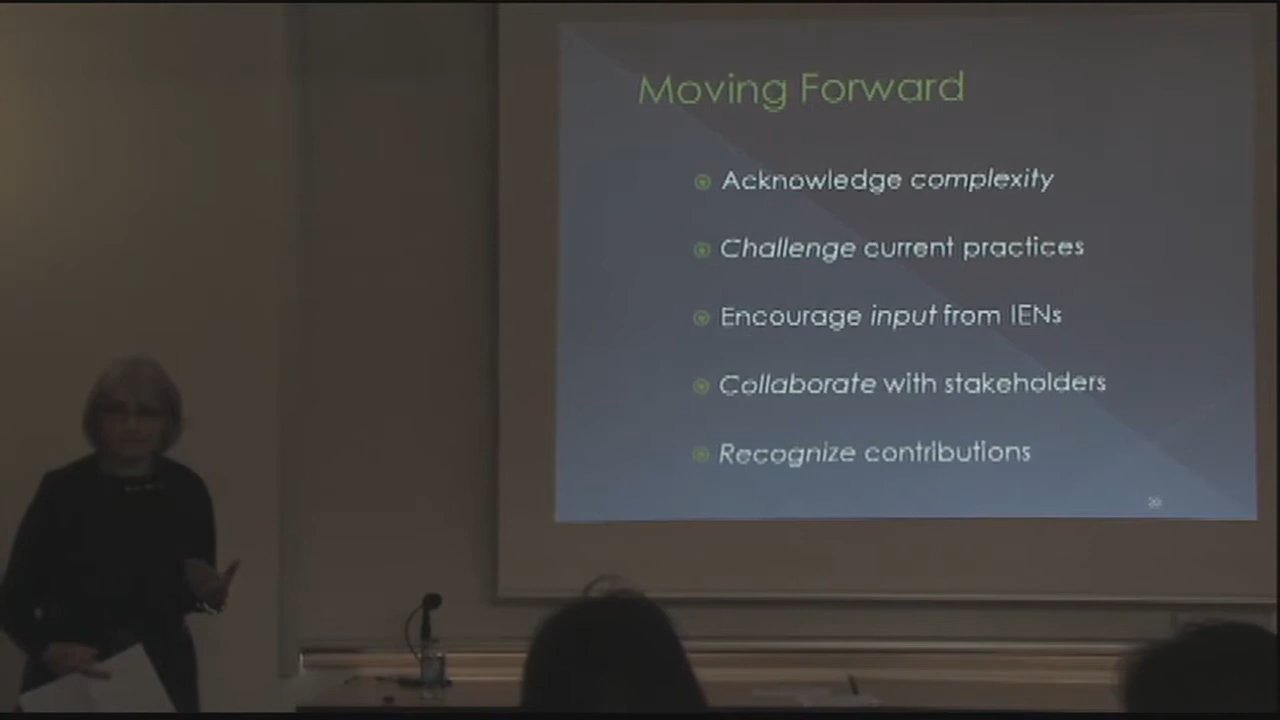 Moving Forward
Acknowledge complexity
Challenge current practices
Encourage input from IENs
Collaborate with stakeholders
Recognize contributions